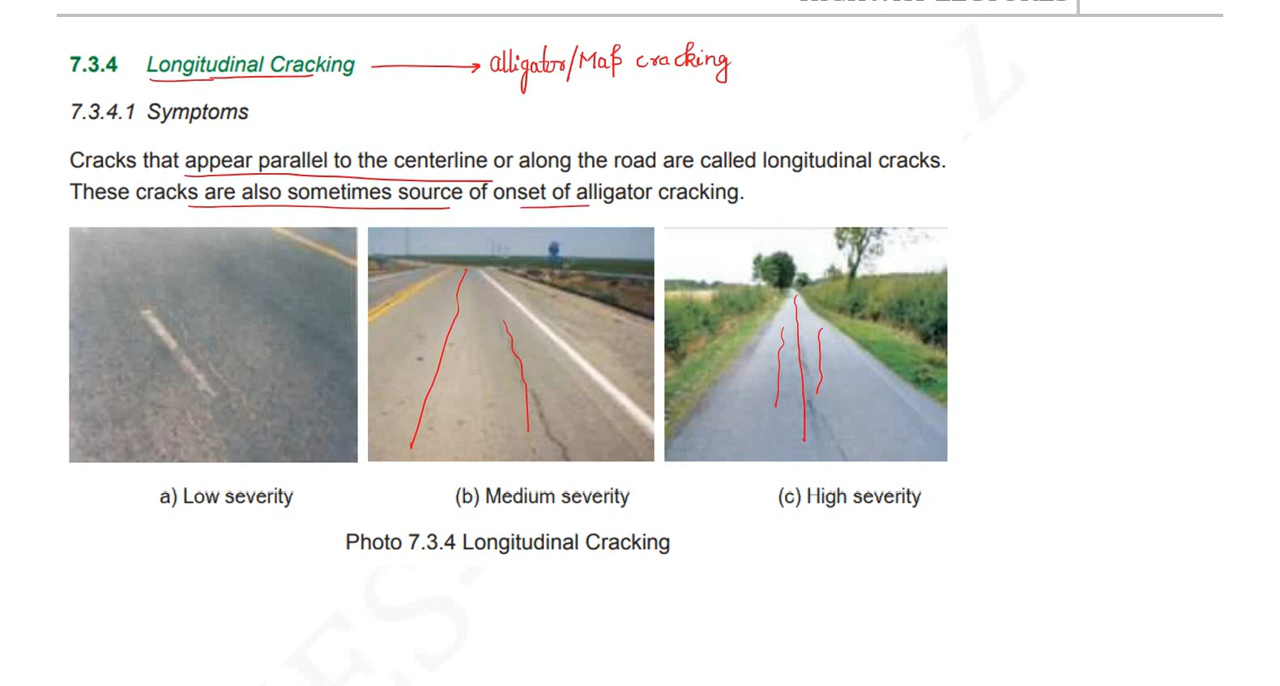 7.3.4 Longitudinal Cracking → alligator/Map cracking
7.3.4.1 Symptoms
Cracks that appear parallel to the centerline or along the road are called longitudinal cracks.
These cracks are also sometimes source of onset of alligator cracking.
a) Low severity (b) Medium severity (c) High severity
Photo 7.3.4 Longitudinal Cracking